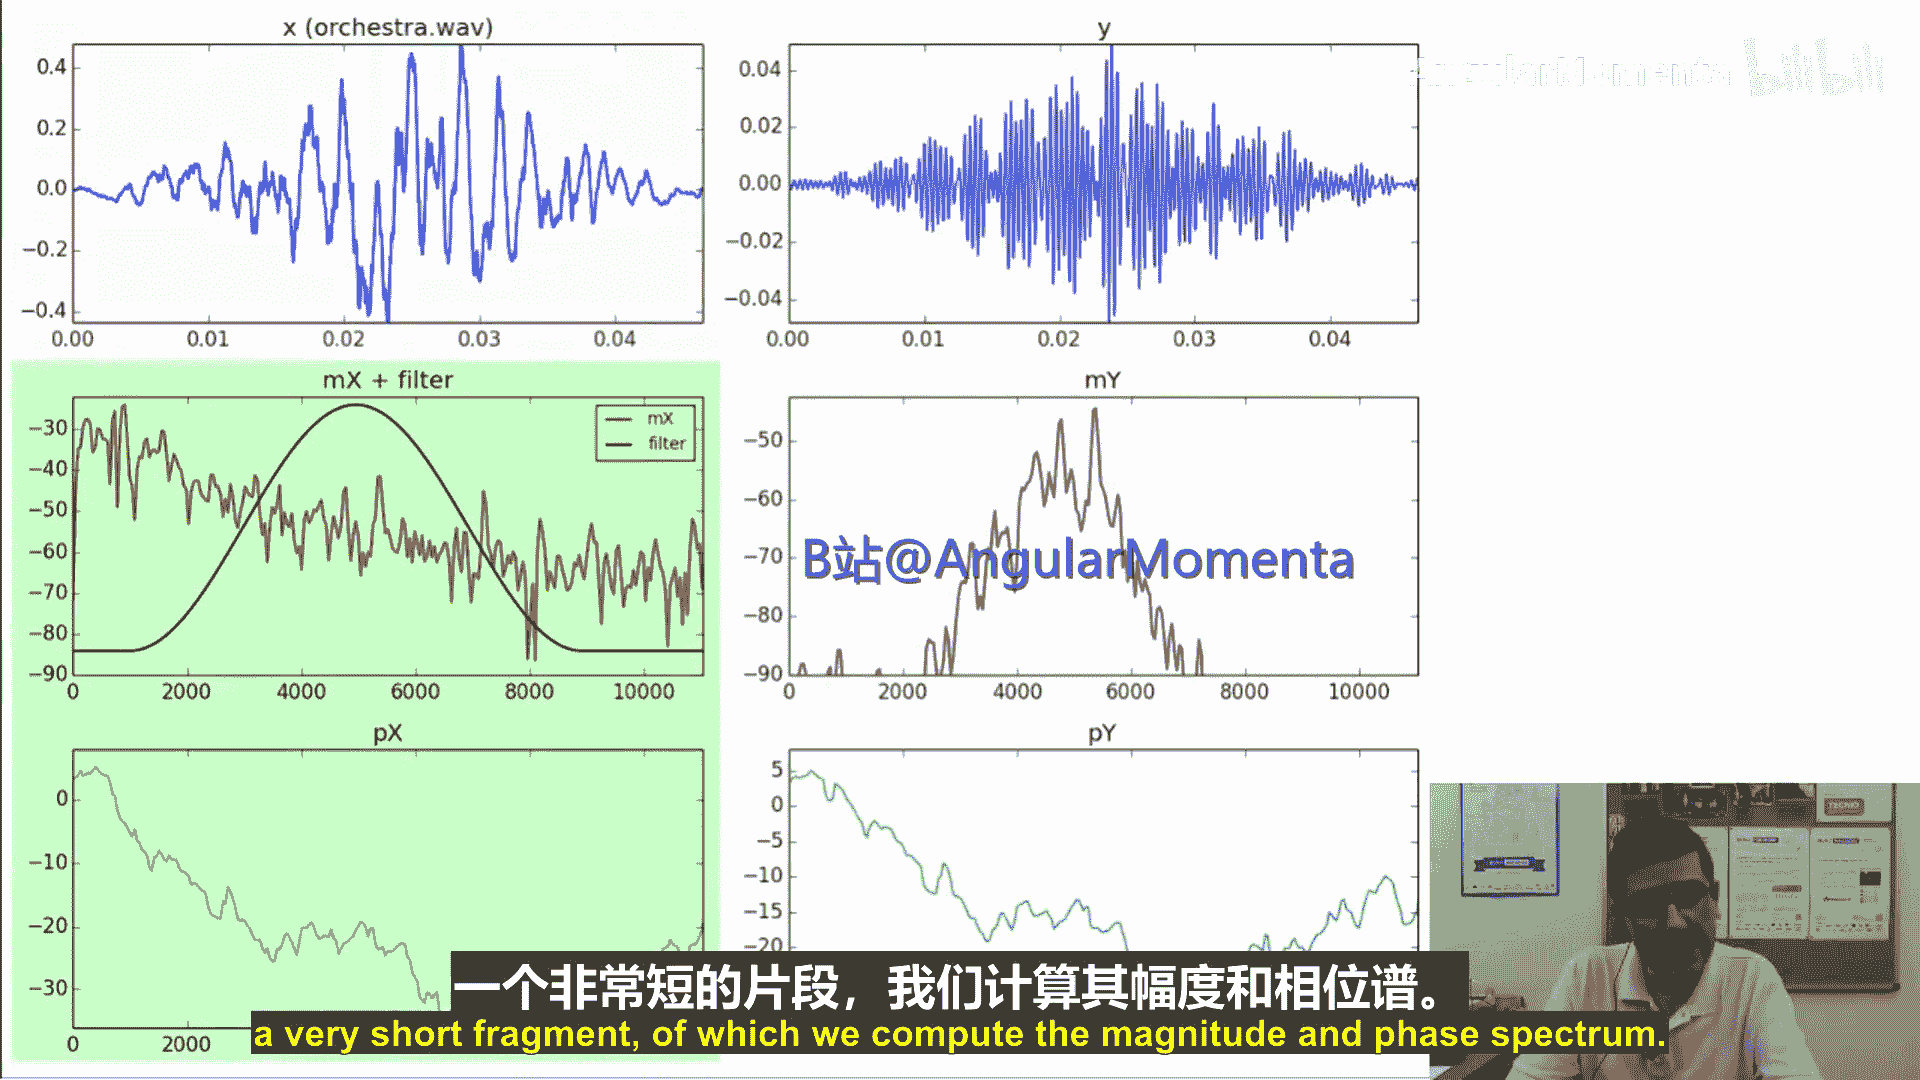 x (orchestra.wav)
y
0.4
0.2
0.0
−0.2
−0.4
0.00 0.01 0.02 0.03 0.04
0.04
0.02
0.00
−0.02
−0.04
0.00 0.01 0.02 0.03 0.04
bilibili
mX + filter
mX
filter
−30
−40
−50
−60
−70
−80
−90
0 2000 4000 6000 8000 10000
mY
−50
−60
−70
−80
−90
0 2000 4000 6000 8000 10000
B站@AngularMomenta
pX
0
−10
−20
−30
0 2000
pY
5
0
−5
−10
−15
−20
一个非常短的片段，我们计算其幅度和相位谱。
a very short fragment, of which we compute the magnitude and phase spectrum.